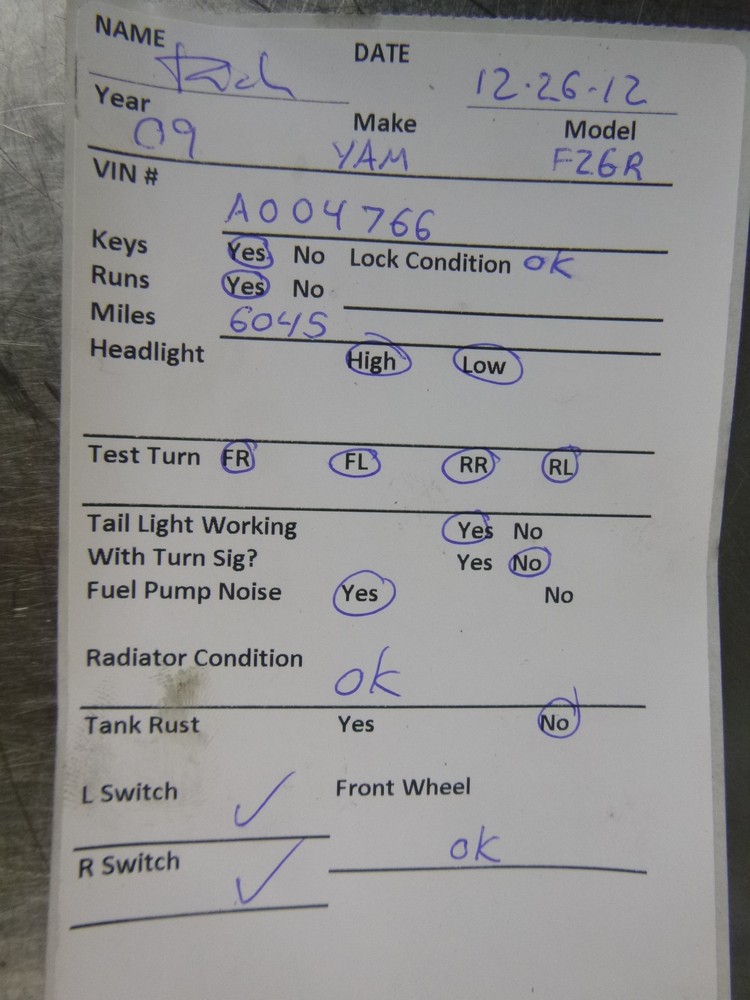 NAME Rich DATE 12-26-12
Year 09 Make YAM Model FZ6R
VIN # A004766
Keys Yes No Lock Condition OK
Runs Yes No
Miles 6045
Headlight High Low
Test Turn FR FL RR RL
Tail Light Working Yes No
With Turn Sig? Yes No
Fuel Pump Noise Yes No
Radiator Condition OK
Tank Rust Yes No
L Switch ✓ Front Wheel OK
R Switch ✓